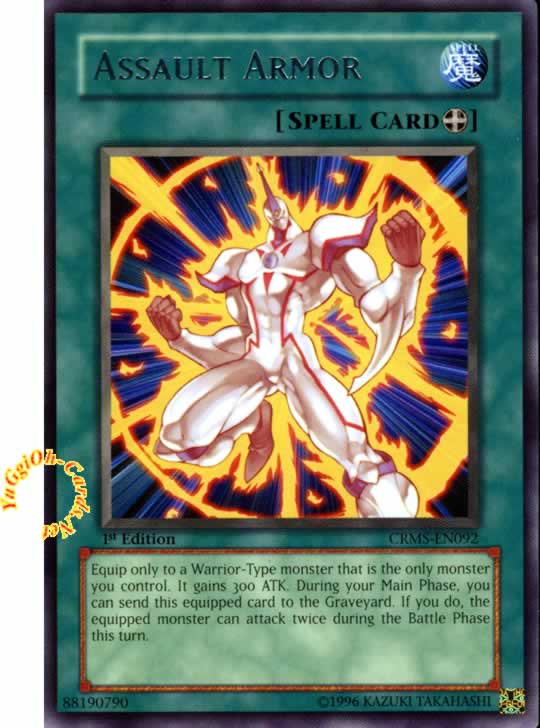 ASSAULT ARMOR
魔
[SPELL CARD]
1st Edition
CRMS-EN092
Equip only to a Warrior-Type monster that is the only monster
you control. It gains 300 ATK. During your Main Phase, you
can send this equipped card to the Graveyard. If you do, the
equipped monster can attack twice during the Battle Phase
this turn.
88190790
©1996 KAZUKI TAKAHASHI
YuGgiOh-Cards.Net